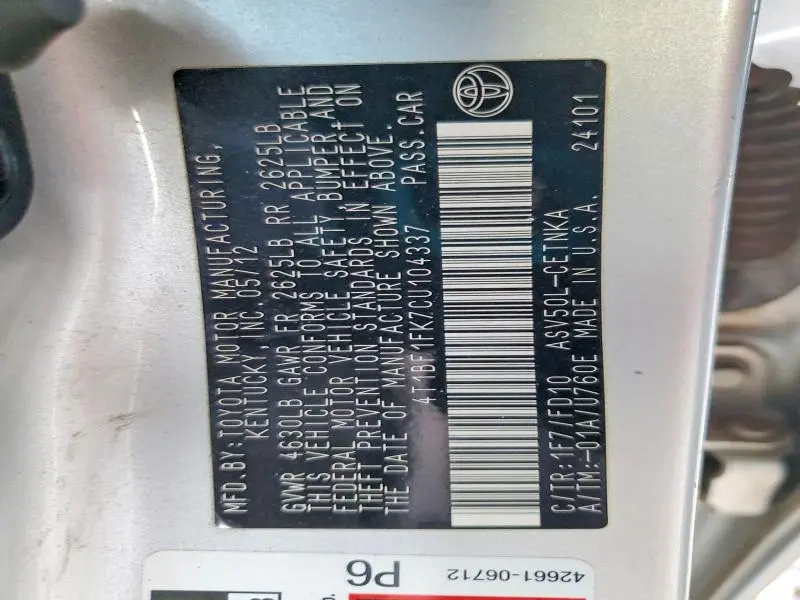 MFD. BY: TOYOTA MOTOR MANUFACTURING,
KENTUCKY INC. 05/12
GVWR 4630LB GAWR FR 2625LB RR 2625LB
THIS VEHICLE CONFORMS TO ALL APPLICABLE
FEDERAL MOTOR VEHICLE SAFETY BUMPER, AND
THEFT PREVENTION STANDARDS IN EFFECT ON
THE DATE OF MANUFACTURE SHOWN ABOVE.
4T1BF1FK7CU104337 PASS. CAR
C/TR: 1F7/FD10 ASV50L-CETNKA
A/TM: -01A/U760E MADE IN U.S.A. 24101
42661-06712
P6